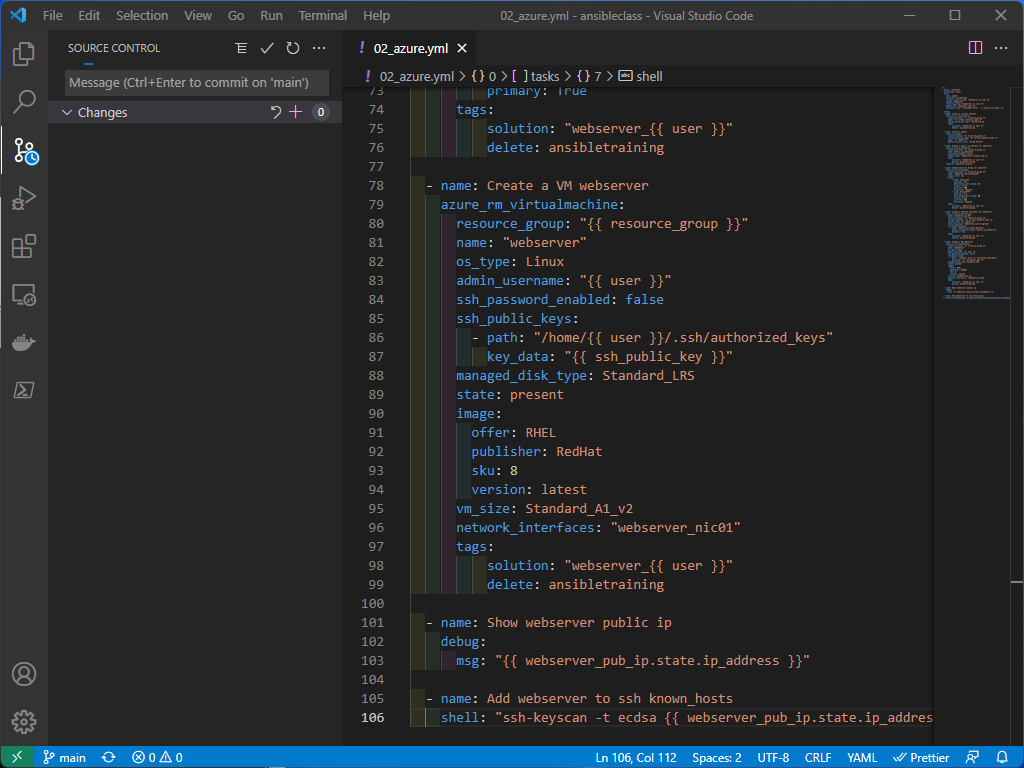 File Edit Selection View Go Run Terminal Help 02_azure.yml - ansibleclass - Visual Studio Code
SOURCE CONTROL
Message (Ctrl+Enter to commit on 'main')
Changes 0
! 02_azure.yml
! 02_azure.yml > {} 0 > [ ] tasks > {} 7 > abc shell
73 primary: True
74 tags:
75 solution: "webserver_{{ user }}"
76 delete: ansibletraining
77
78 - name: Create a VM webserver
79 azure_rm_virtualmachine:
80 resource_group: "{{ resource_group }}"
81 name: "webserver"
82 os_type: Linux
83 admin_username: "{{ user }}"
84 ssh_password_enabled: false
85 ssh_public_keys:
86 - path: "/home/{{ user }}/.ssh/authorized_keys"
87 key_data: "{{ ssh_public_key }}"
88 managed_disk_type: Standard_LRS
89 state: present
90 image:
91 offer: RHEL
92 publisher: RedHat
93 sku: 8
94 version: latest
95 vm_size: Standard_A1_v2
96 network_interfaces: "webserver_nic01"
97 tags:
98 solution: "webserver_{{ user }}"
99 delete: ansibletraining
100
101 - name: Show webserver public ip
102 debug:
103 msg: "{{ webserver_pub_ip.state.ip_address }}"
104
105 - name: Add webserver to ssh known_hosts
106 shell: "ssh-keyscan -t ecdsa {{ webserver_pub_ip.state.ip_addres
main 0 0 Ln 106, Col 112 Spaces: 2 UTF-8 CRLF YAML Prettier